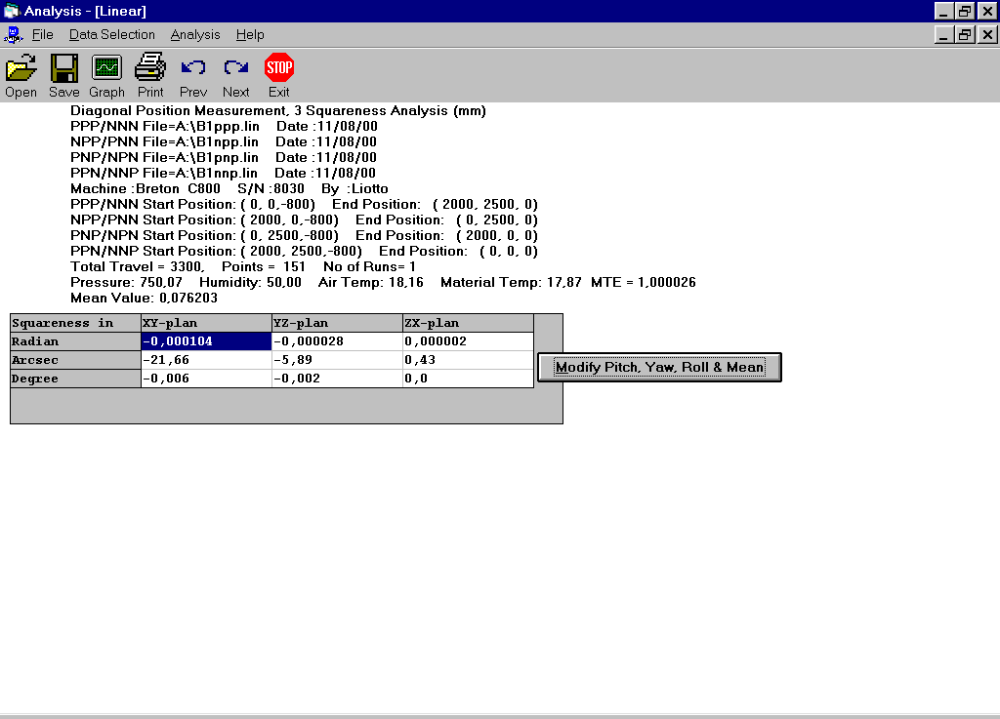 Analysis - [Linear]
File Data Selection Analysis Help
STOP
Open Save Graph Print Prev Next Exit
Diagonal Position Measurement, 3 Squareness Analysis (mm)
PPP/NNN File=A:\B1ppp.lin Date :11/08/00
NPP/PNN File=A:\B1npp.lin Date :11/08/00
PNP/NPN File=A:\B1pnp.lin Date :11/08/00
PPN/NNP File=A:\B1nnp.lin Date :11/08/00
Machine :Breton C800 S/N :8030 By :Liotto
PPP/NNN Start Position: ( 0, 0,-800) End Position: ( 2000, 2500, 0)
NPP/PNN Start Position: ( 2000, 0,-800) End Position: ( 0, 2500, 0)
PNP/NPN Start Position: ( 0, 2500,-800) End Position: ( 2000, 0, 0)
PPN/NNP Start Position: ( 2000, 2500,-800) End Position: ( 0, 0, 0)
Total Travel = 3300, Points = 151 No of Runs= 1
Pressure: 750,07 Humidity: 50,00 Air Temp: 18,16 Material Temp: 17,87 MTE = 1,000026
Mean Value: 0,076203
Squareness in XY-plan YZ-plan ZX-plan
Radian -0,000104 -0,000028 0,000002
Arcsec -21,66 -5,89 0,43
Degree -0,006 -0,002 0,0
Modify Pitch, Yaw, Roll & Mean